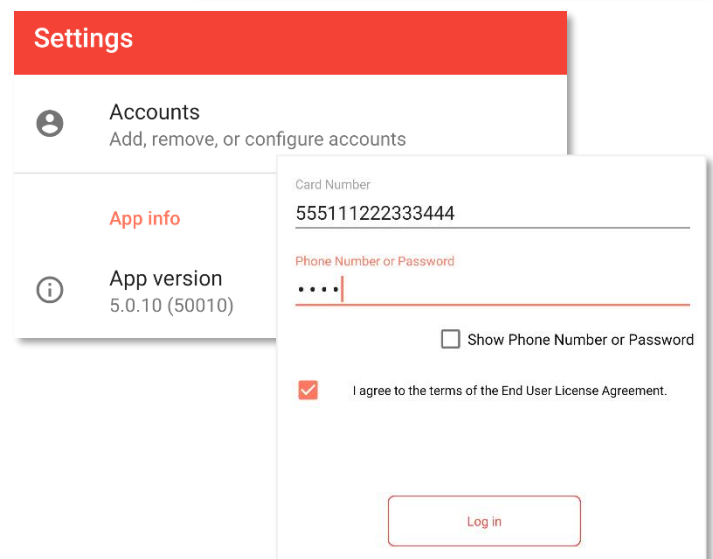 Settings
Accounts
Add, remove, or configure accounts
App info
App version
5.0.10 (50010)
Card Number
555111222333444
Phone Number or Password
••••
Show Phone Number or Password
I agree to the terms of the End User License Agreement.
Log in